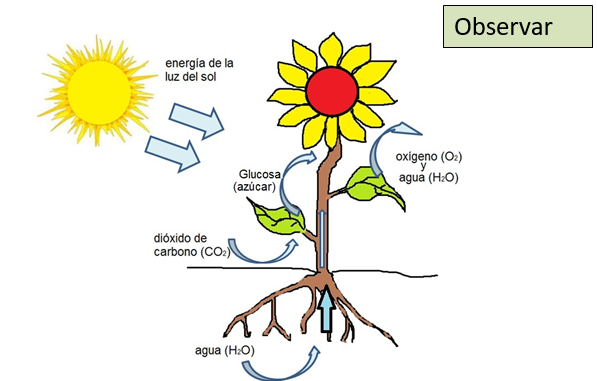 Observar
energía de la
luz del sol
oxígeno (O₂)
y
agua (H₂O)
Glucosa
(azúcar)
dióxido de
carbono (CO₂)
agua (H₂O)